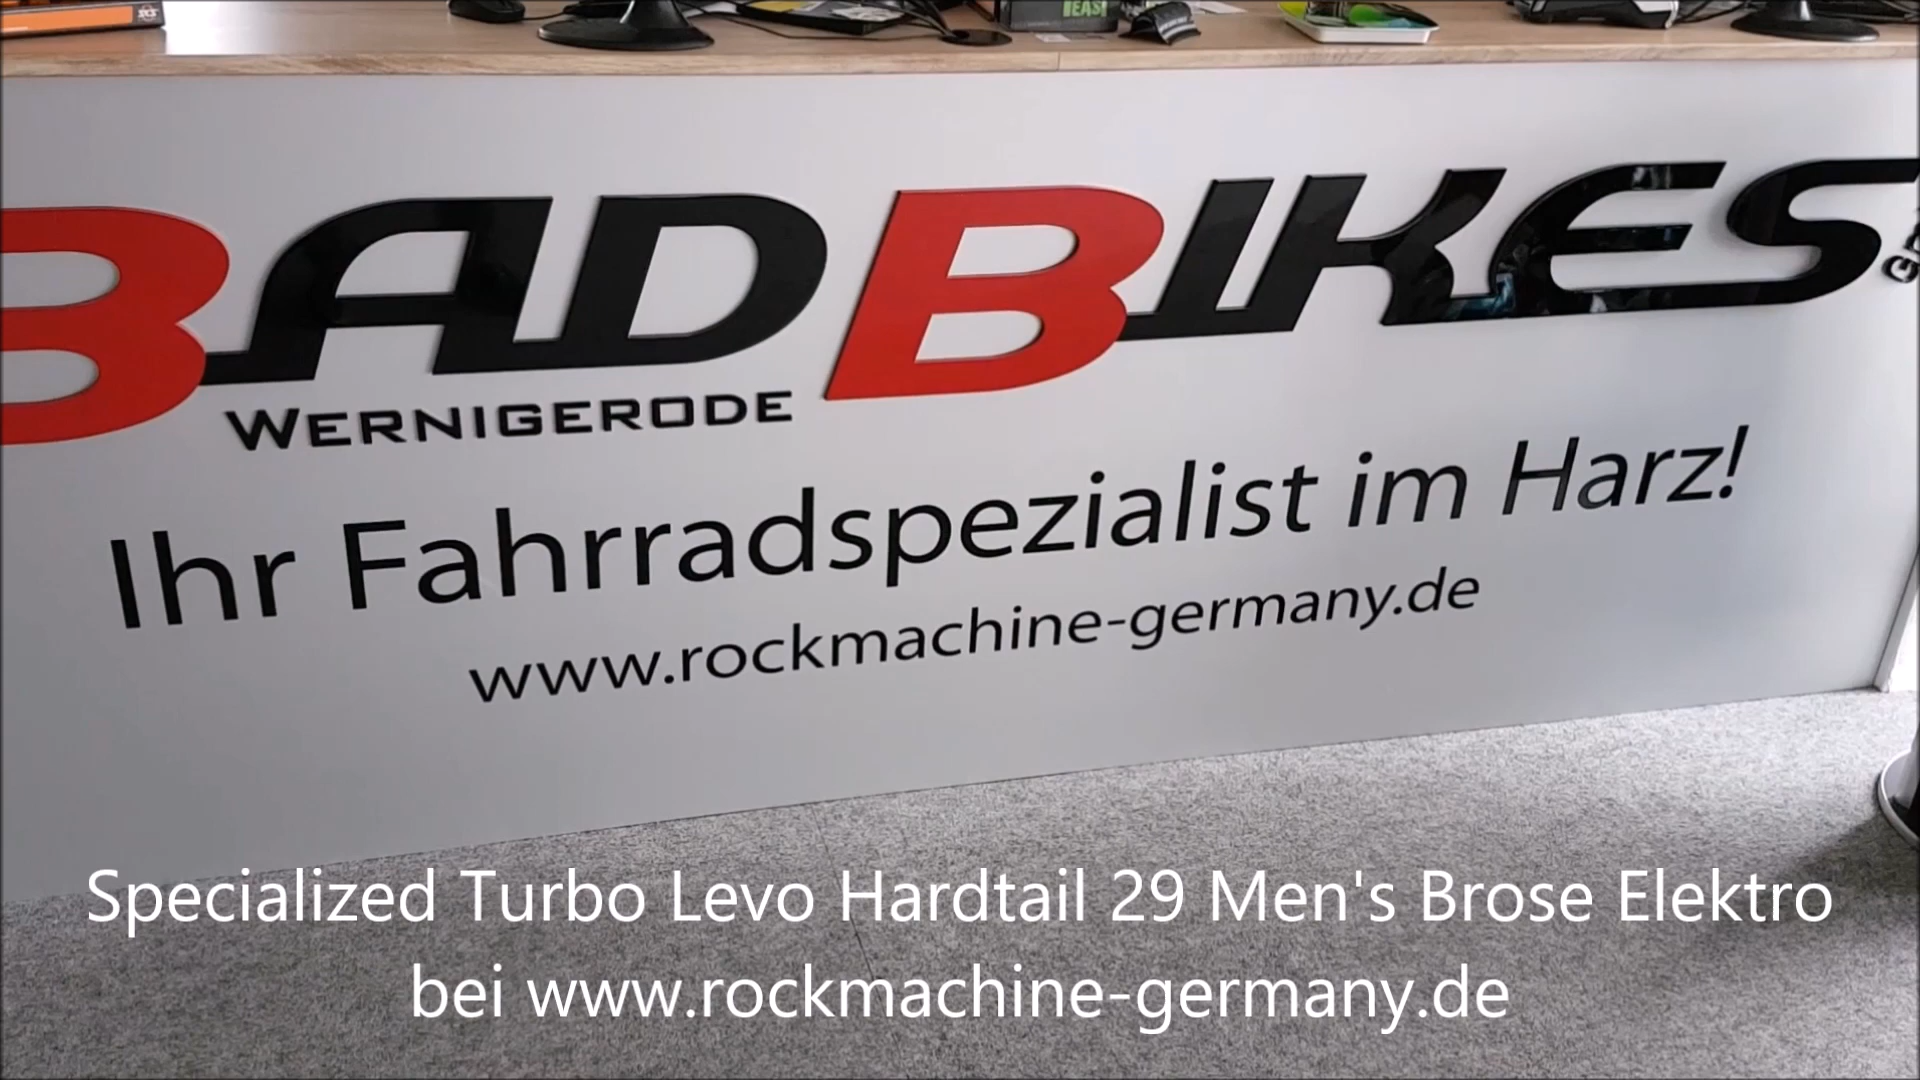 EASY
BADBIKES
WERNIGERODE
Ihr Fahrradspezialist im Harz!
www.rockmachine-germany.de
Specialized Turbo Levo Hardtail 29 Men's Brose Elektro
bei www.rockmachine-germany.de